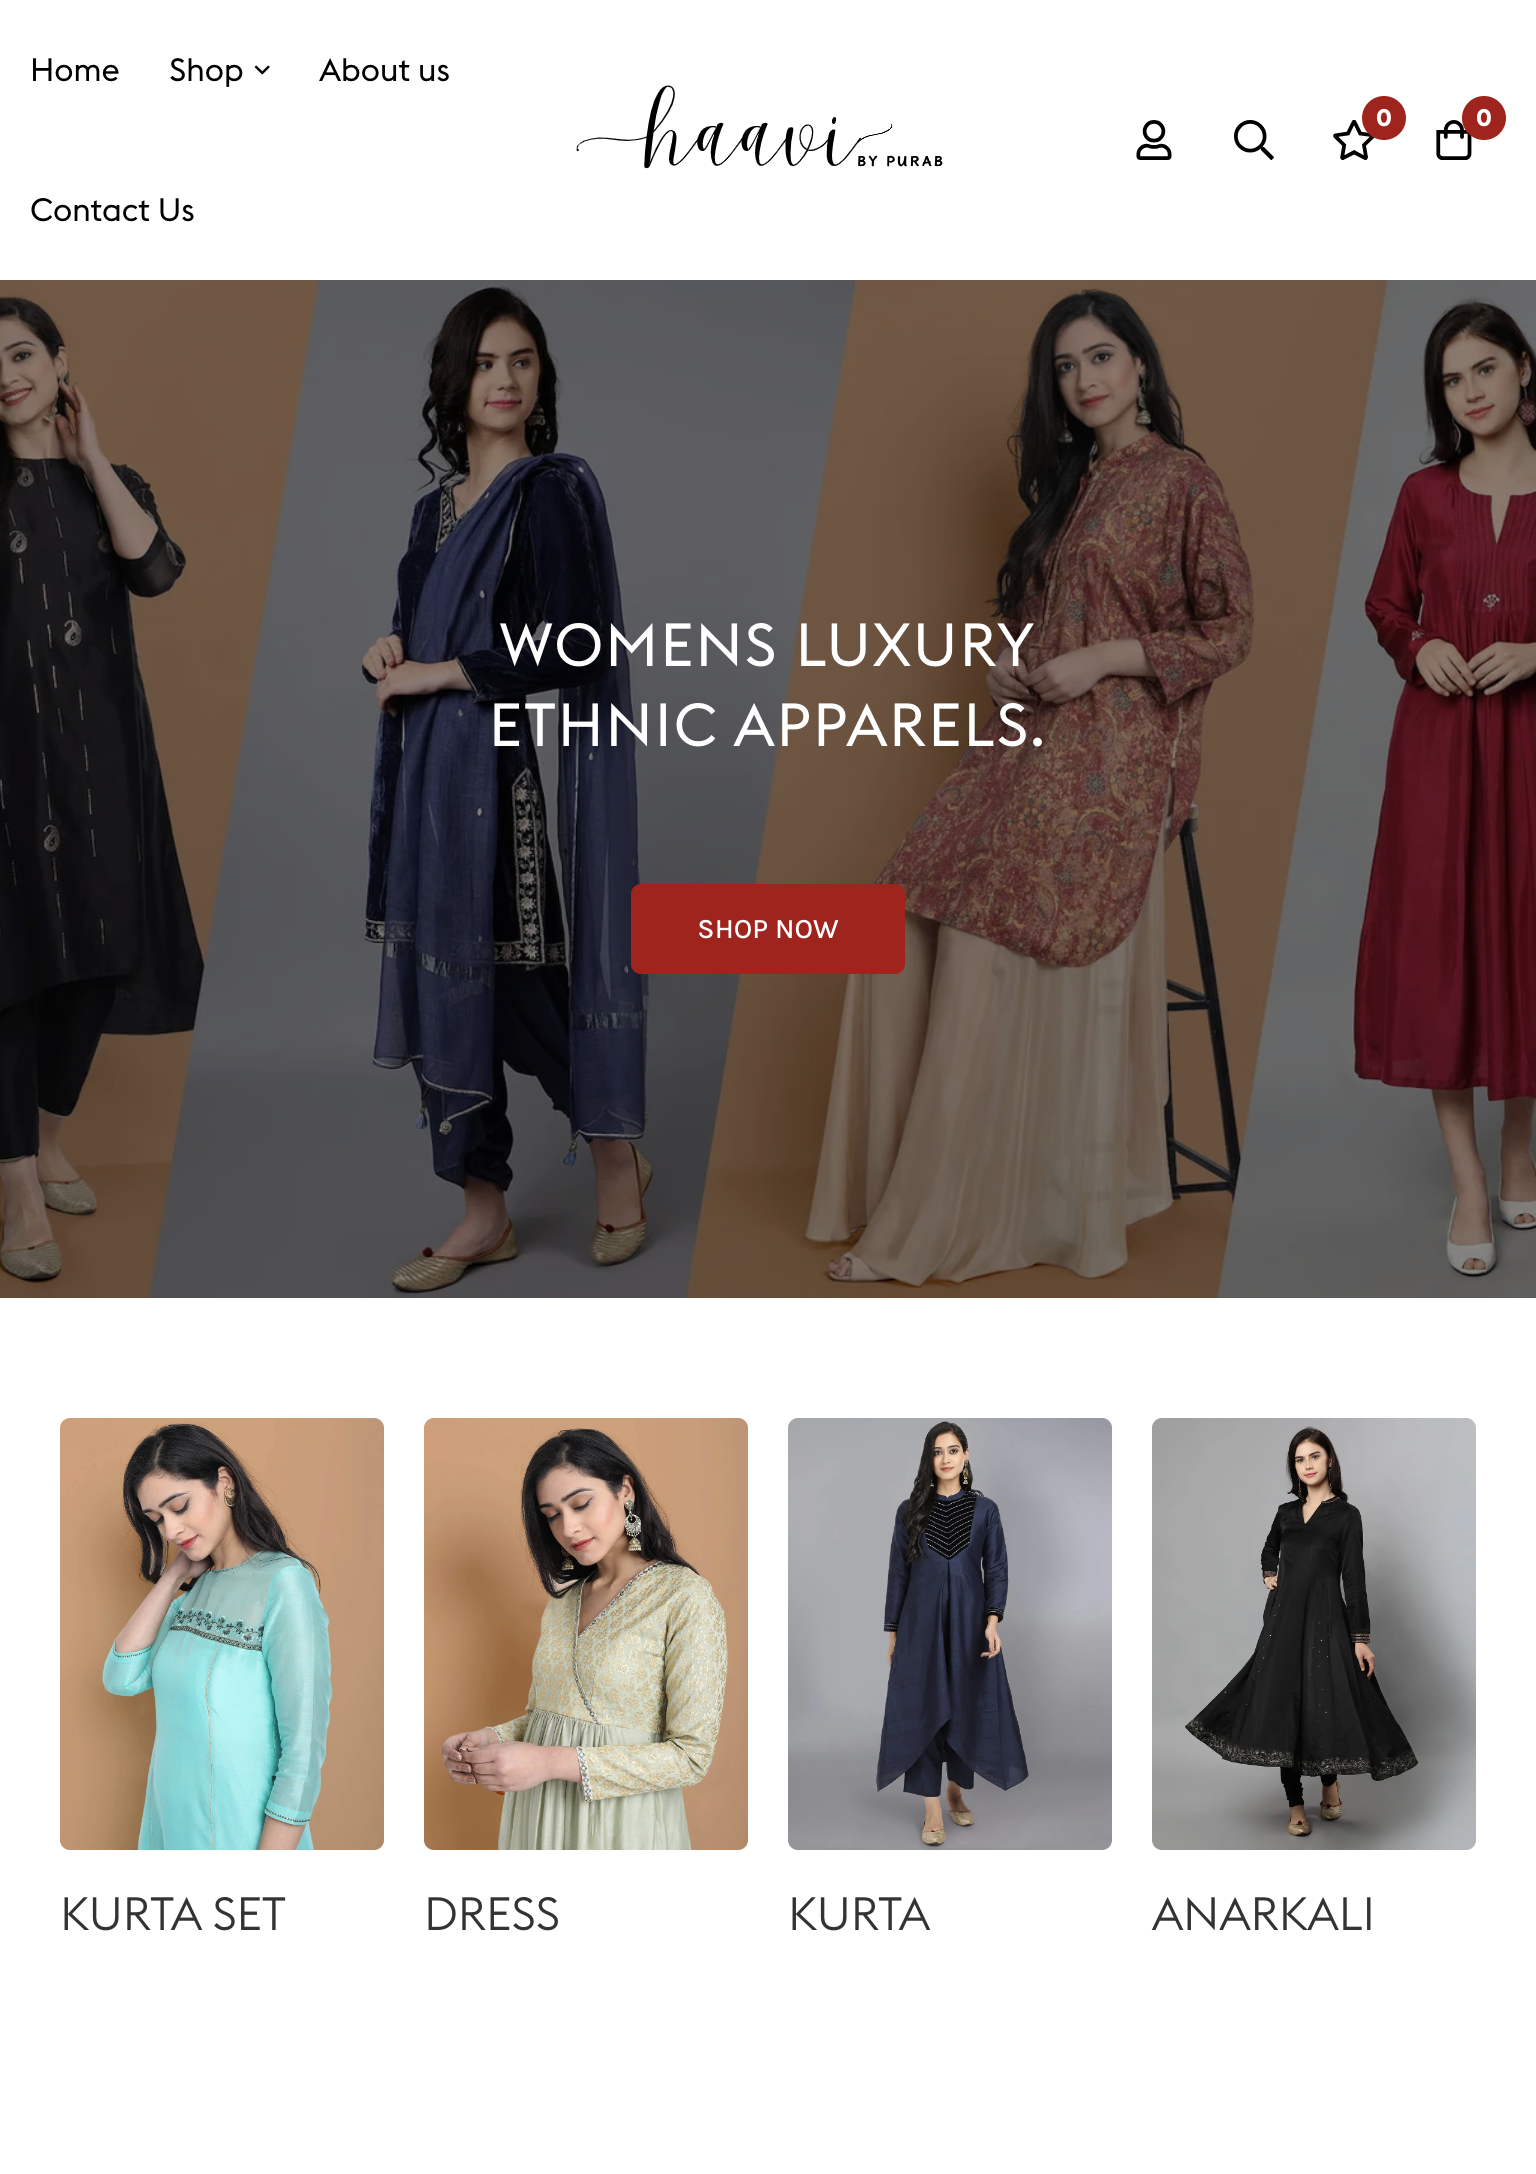 Home
Shop
About us
Contact Us
haavi
BY PURAB
0
0
WOMENS LUXURY
ETHNIC APPARELS.
SHOP NOW
KURTA SET
DRESS
KURTA
ANARKALI